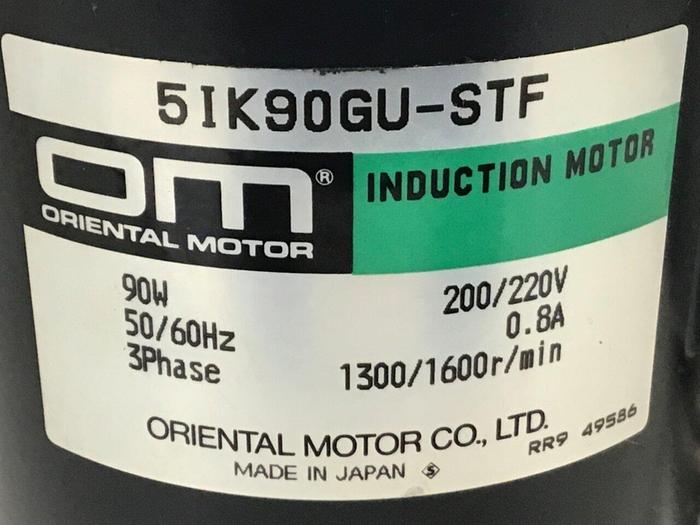 5IK90GU-STF
OM®
ORIENTAL MOTOR
INDUCTION MOTOR
90W
200/220V
50/60Hz
0.8A
3Phase
1300/1600r/min
ORIENTAL MOTOR CO., LTD.
RR9 49586
MADE IN JAPAN S